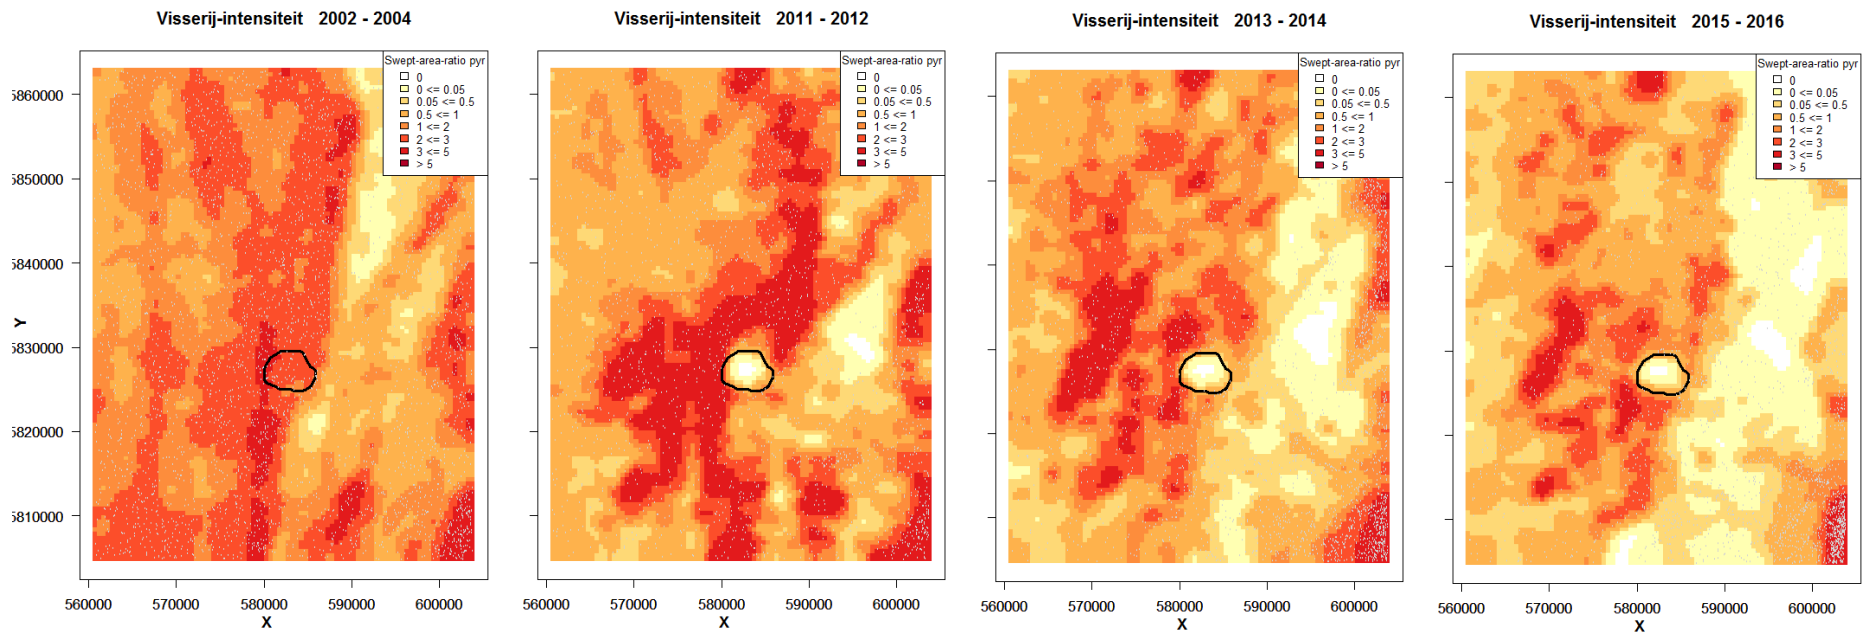 Visserij-intensiteit 2002 - 2004
Swept-area-ratio pyr
0
0 <= 0.05
0.05 <= 0.5
0.5 <= 1
1 <= 2
2 <= 3
3 <= 5
> 5
5860000
5850000
5840000
5830000
5820000
5810000
Y
560000 570000 580000 590000 600000
X
Visserij-intensiteit 2011 - 2012
Swept-area-ratio pyr
0
0 <= 0.05
0.05 <= 0.5
0.5 <= 1
1 <= 2
2 <= 3
3 <= 5
> 5
560000 570000 580000 590000 600000
X
Visserij-intensiteit 2013 - 2014
Swept-area-ratio pyr
0
0 <= 0.05
0.05 <= 0.5
0.5 <= 1
1 <= 2
2 <= 3
3 <= 5
> 5
560000 570000 580000 590000 600000
X
Visserij-intensiteit 2015 - 2016
Swept-area-ratio pyr
0
0 <= 0.05
0.05 <= 0.5
0.5 <= 1
1 <= 2
2 <= 3
3 <= 5
> 5
560000 570000 580000 590000 600000
X